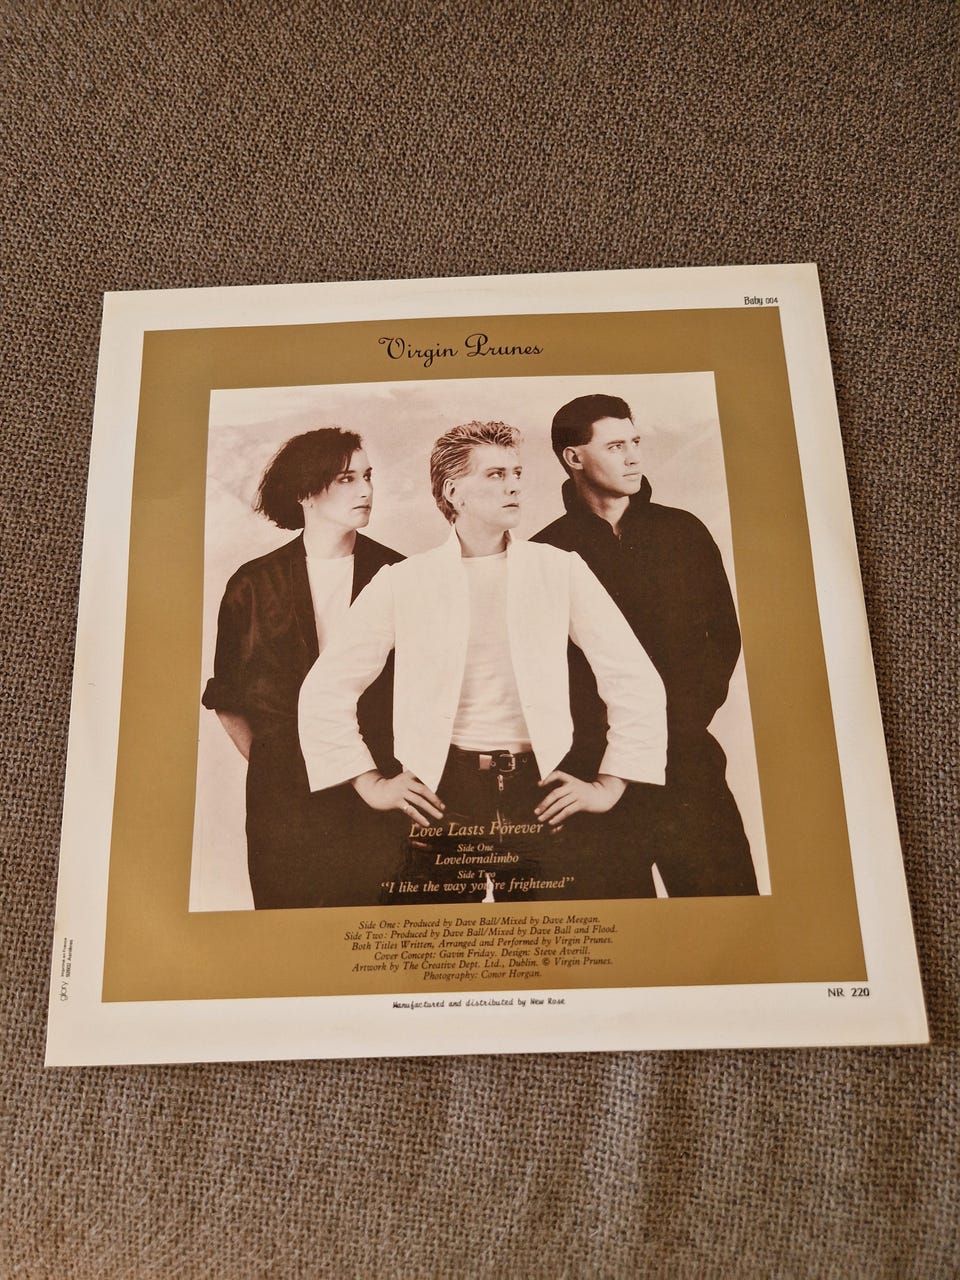 Baby 004
Virgin Prunes
Love Lasts Forever
Side One
Lovelornalimbo
Side Two
"I like the way you're frightened"
Side One: Produced by Dave Ball/Mixed by Dave Meegan.
Side Two: Produced by Dave Ball/Mixed by Dave Ball and Flood.
Both Titles Written, Arranged and Performed by Virgin Prunes.
Cover Concept: Gavin Friday. Design: Steve Averill.
Artwork by The Creative Dept. Ltd., Dublin. © Virgin Prunes.
Photography: Conor Horgan.
glory
NR 220
Manufactured and distributed by New Rose